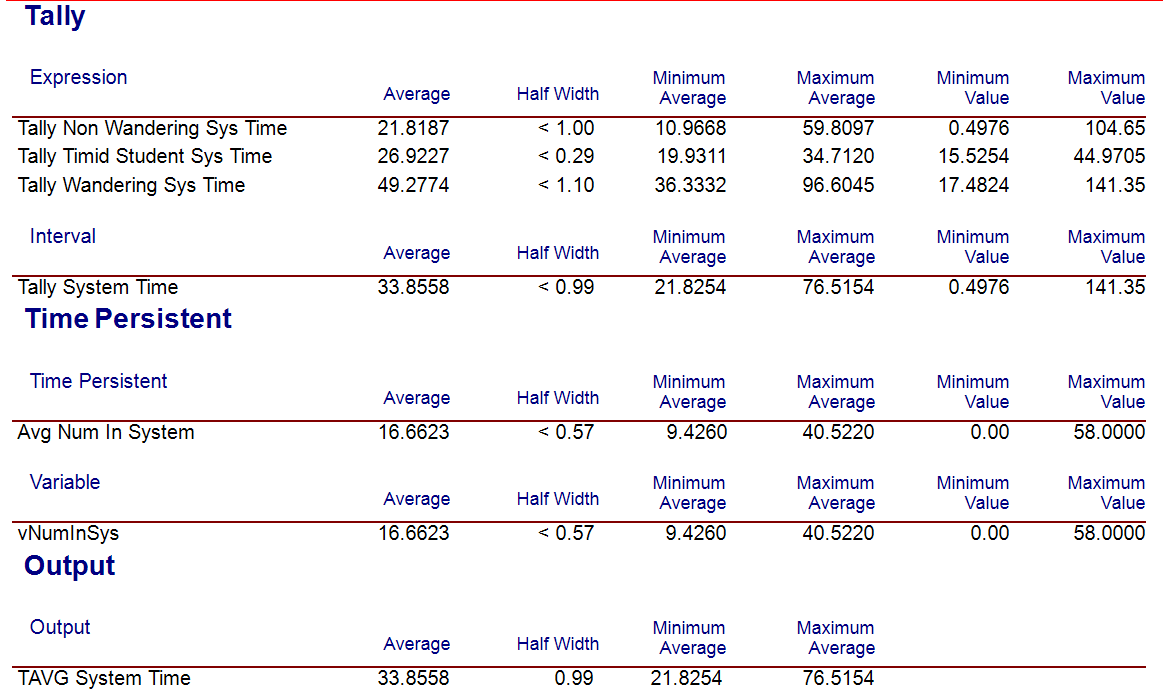 Tally
Expression Average Half Width Minimum Average Maximum Average Minimum Value Maximum Value
Tally Non Wandering Sys Time 21.8187 < 1.00 10.9668 59.8097 0.4976 104.65
Tally Timid Student Sys Time 26.9227 < 0.29 19.9311 34.7120 15.5254 44.9705
Tally Wandering Sys Time 49.2774 < 1.10 36.3332 96.6045 17.4824 141.35
Interval Average Half Width Minimum Average Maximum Average Minimum Value Maximum Value
Tally System Time 33.8558 < 0.99 21.8254 76.5154 0.4976 141.35
Time Persistent
Time Persistent Average Half Width Minimum Average Maximum Average Minimum Value Maximum Value
Avg Num In System 16.6623 < 0.57 9.4260 40.5220 0.00 58.0000
Variable Average Half Width Minimum Average Maximum Average Minimum Value Maximum Value
vNumInSys 16.6623 < 0.57 9.4260 40.5220 0.00 58.0000
Output
Output Average Half Width Minimum Average Maximum Average
TAVG System Time 33.8558 0.99 21.8254 76.5154